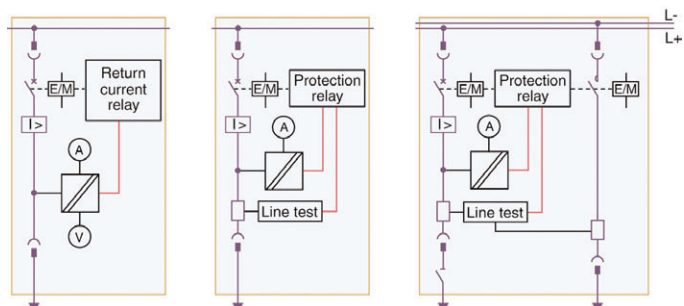 L-
L+
E/M
Return
current
relay
I >
A
V
E/M
Protection
relay
I >
A
Line test
E/M
Protection
relay
E/M
I >
A
Line test